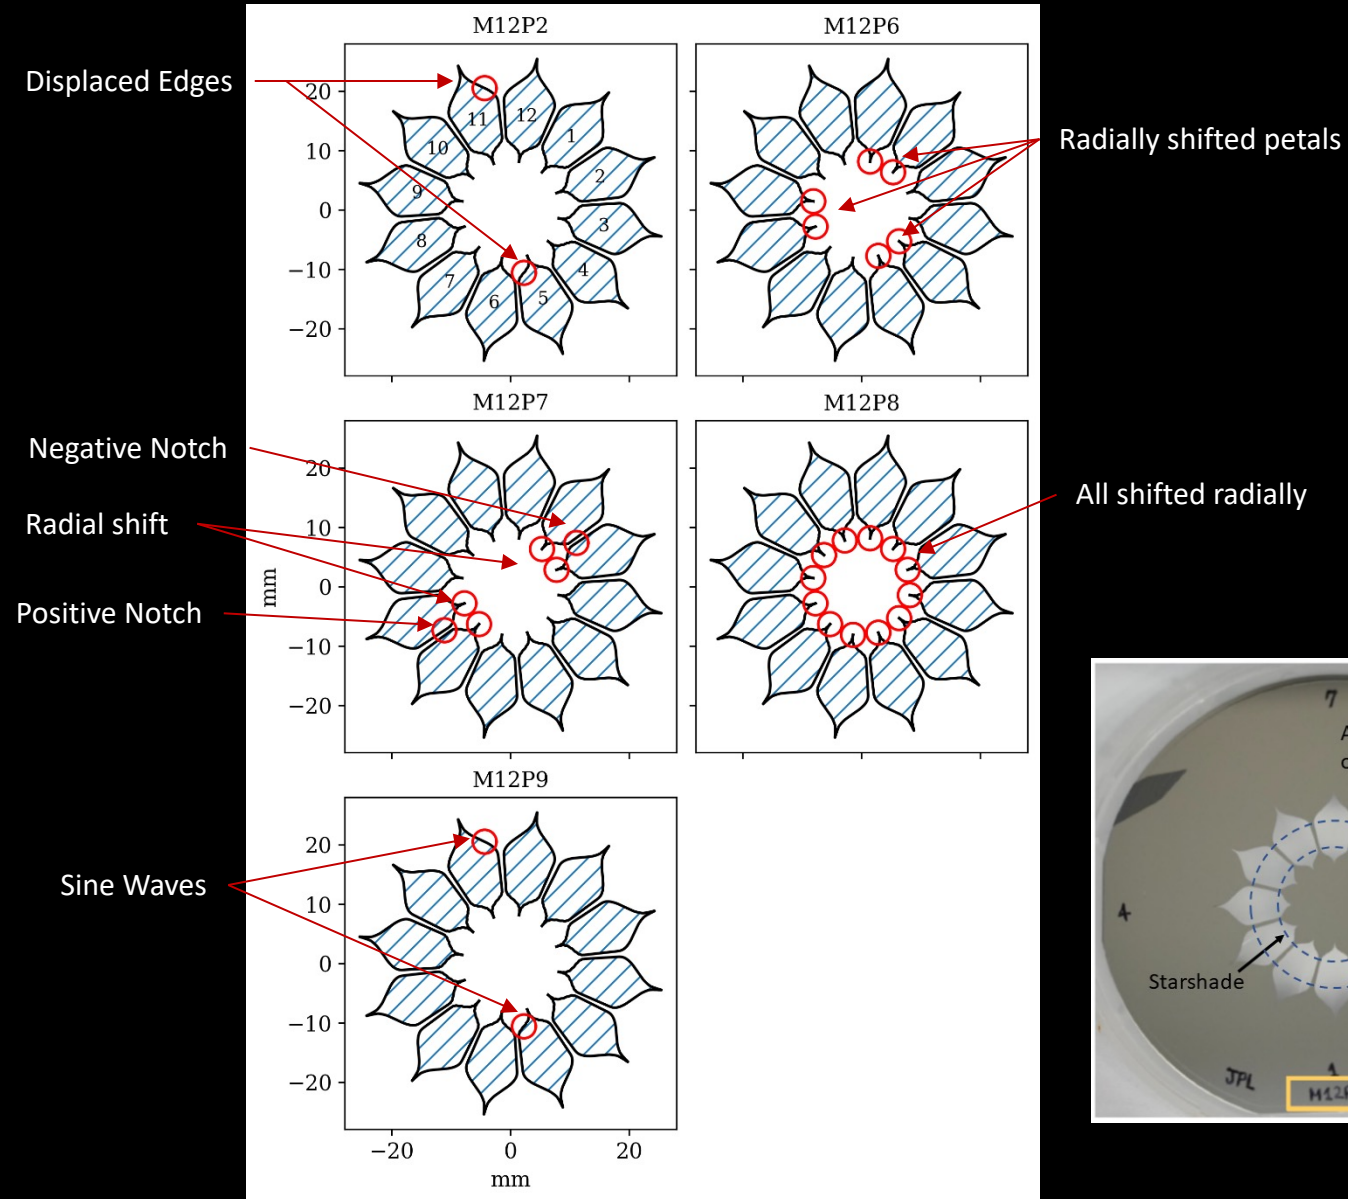 M12P2
M12P6
Displaced Edges
20
10
0
−10
−20
11
12
1
10
2
9
3
8
4
7
6
5
Radially shifted petals
M12P7
M12P8
Negative Notch
Radial shift
Positive Notch
20
10
0
−10
−20
mm
All shifted radially
M12P9
Sine Waves
20
10
0
−10
−20
−20
0
20
mm
7
4
Starshade
JPL
1